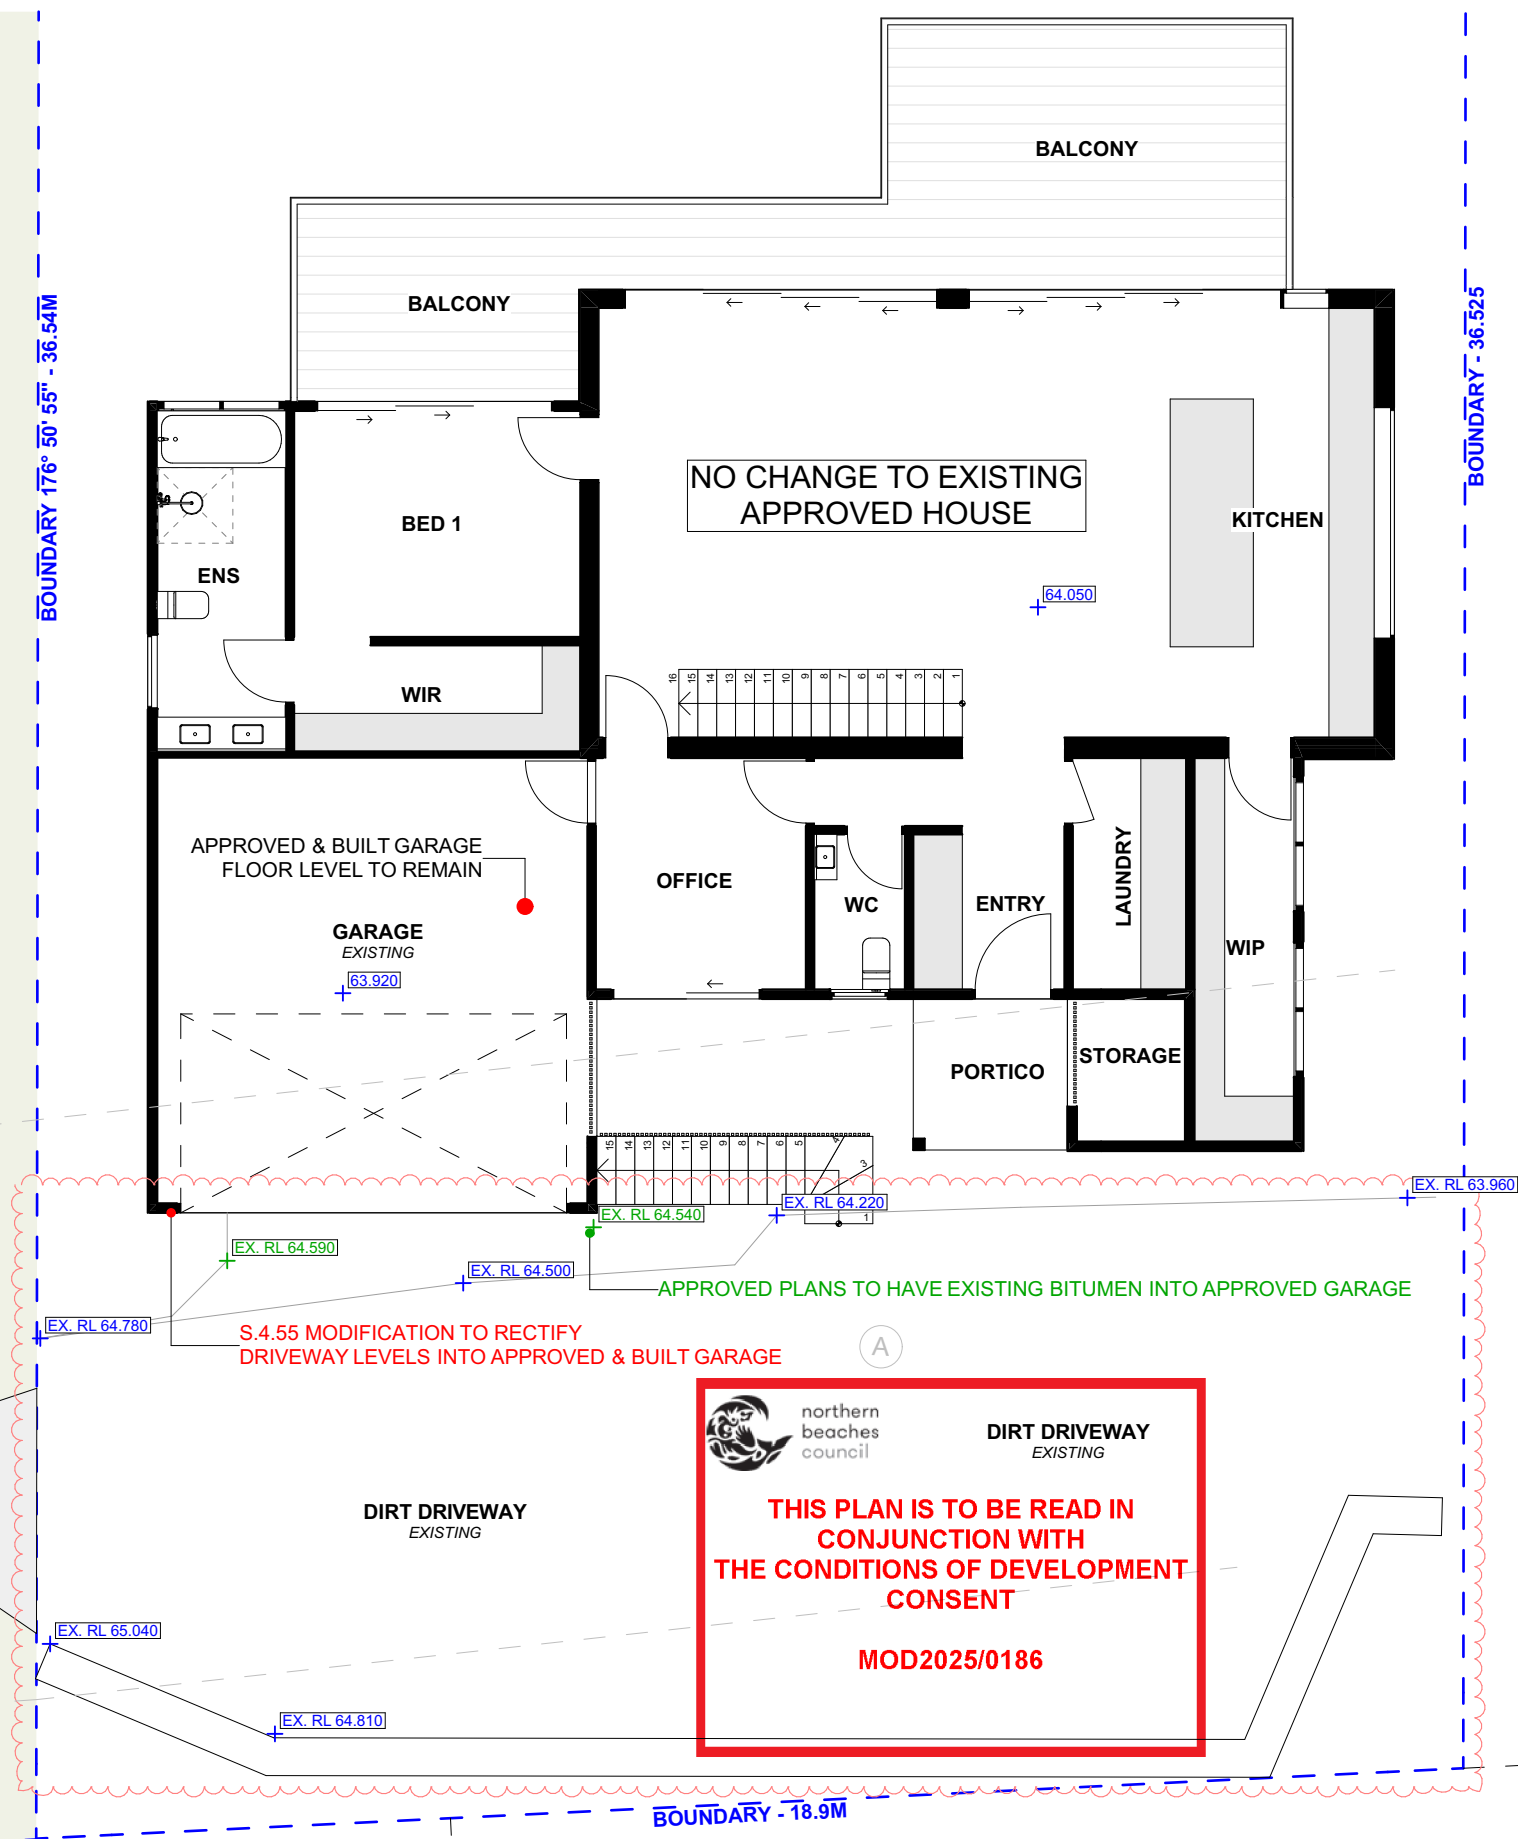 BALCONY
BALCONY
BOUNDARY 176° 50' 55" - 36.54M
BOUNDARY - 36.525
NO CHANGE TO EXISTING
APPROVED HOUSE
BED 1
KITCHEN
ENS
64.050
WIR
16 15 14 13 12 11 10 9 8 7 6 5 4 3 2 1
APPROVED & BUILT GARAGE
FLOOR LEVEL TO REMAIN
OFFICE
WC
ENTRY
LAUNDRY
WIP
GARAGE
EXISTING
63.920
PORTICO
STORAGE
15 14 13 12 11 10 9 8 7 6 5 4
3
1
EX. RL 63.960
EX. RL 64.220
EX. RL 64.540
EX. RL 64.590
EX. RL 64.500
APPROVED PLANS TO HAVE EXISTING BITUMEN INTO APPROVED GARAGE
EX. RL 64.780
S.4.55 MODIFICATION TO RECTIFY
DRIVEWAY LEVELS INTO APPROVED & BUILT GARAGE
A
northern
beaches
council
DIRT DRIVEWAY
EXISTING
DIRT DRIVEWAY
EXISTING
THIS PLAN IS TO BE READ IN
CONJUNCTION WITH
THE CONDITIONS OF DEVELOPMENT
CONSENT
MOD2025/0186
EX. RL 65.040
EX. RL 64.810
BOUNDARY - 18.9M